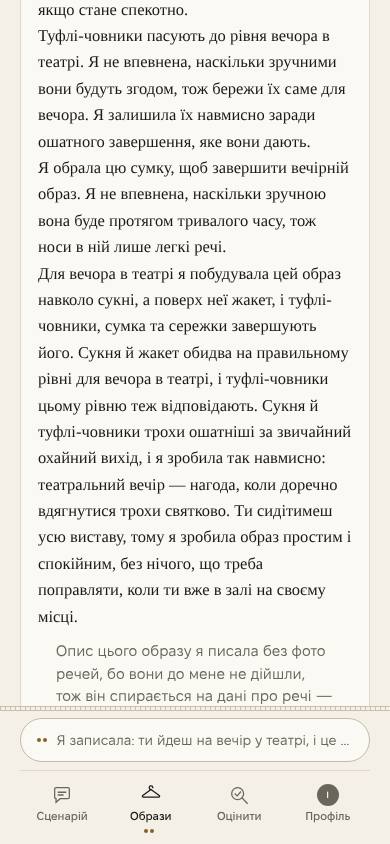 якщо стане спекотно.
Туфлі-човники пасують до рівня вечора в
театрі. Я не впевнена, наскільки зручними
вони будуть згодом, тож бережи їх саме для
вечора. Я залишила їх навмисно заради
ошатного завершення, яке вони дають.
Я обрала цю сумку, щоб завершити вечірній
образ. Я не впевнена, наскільки зручною
вона буде протягом тривалого часу, тож
носи в ній лише легкі речі.
Для вечора в театрі я побудувала цей образ
навколо сукні, а поверх неї жакет, і туфлі-
човники, сумка та сережки завершують
його. Сукня й жакет обидва на правильному
рівні для вечора в театрі, і туфлі-човники
цьому рівню теж відповідають. Сукня й
туфлі-човники трохи ошатніші за звичайний
охайний вихід, і я зробила так навмисно:
театральний вечір — нагода, коли доречно
вдягнутися трохи святково. Ти сидітимеш
усю виставу, тому я зробила образ простим і
спокійним, без нічого, що треба
поправляти, коли ти вже в залі на своєму
місці.
Опис цього образу я писала без фото
речей, бо вони до мене не дійшли,
тож він спирається на дані про речі —
Я записала: ти йдеш на вечір у театрі, і це ...
Сценарій
Образи
Оцінити
І
Профіль